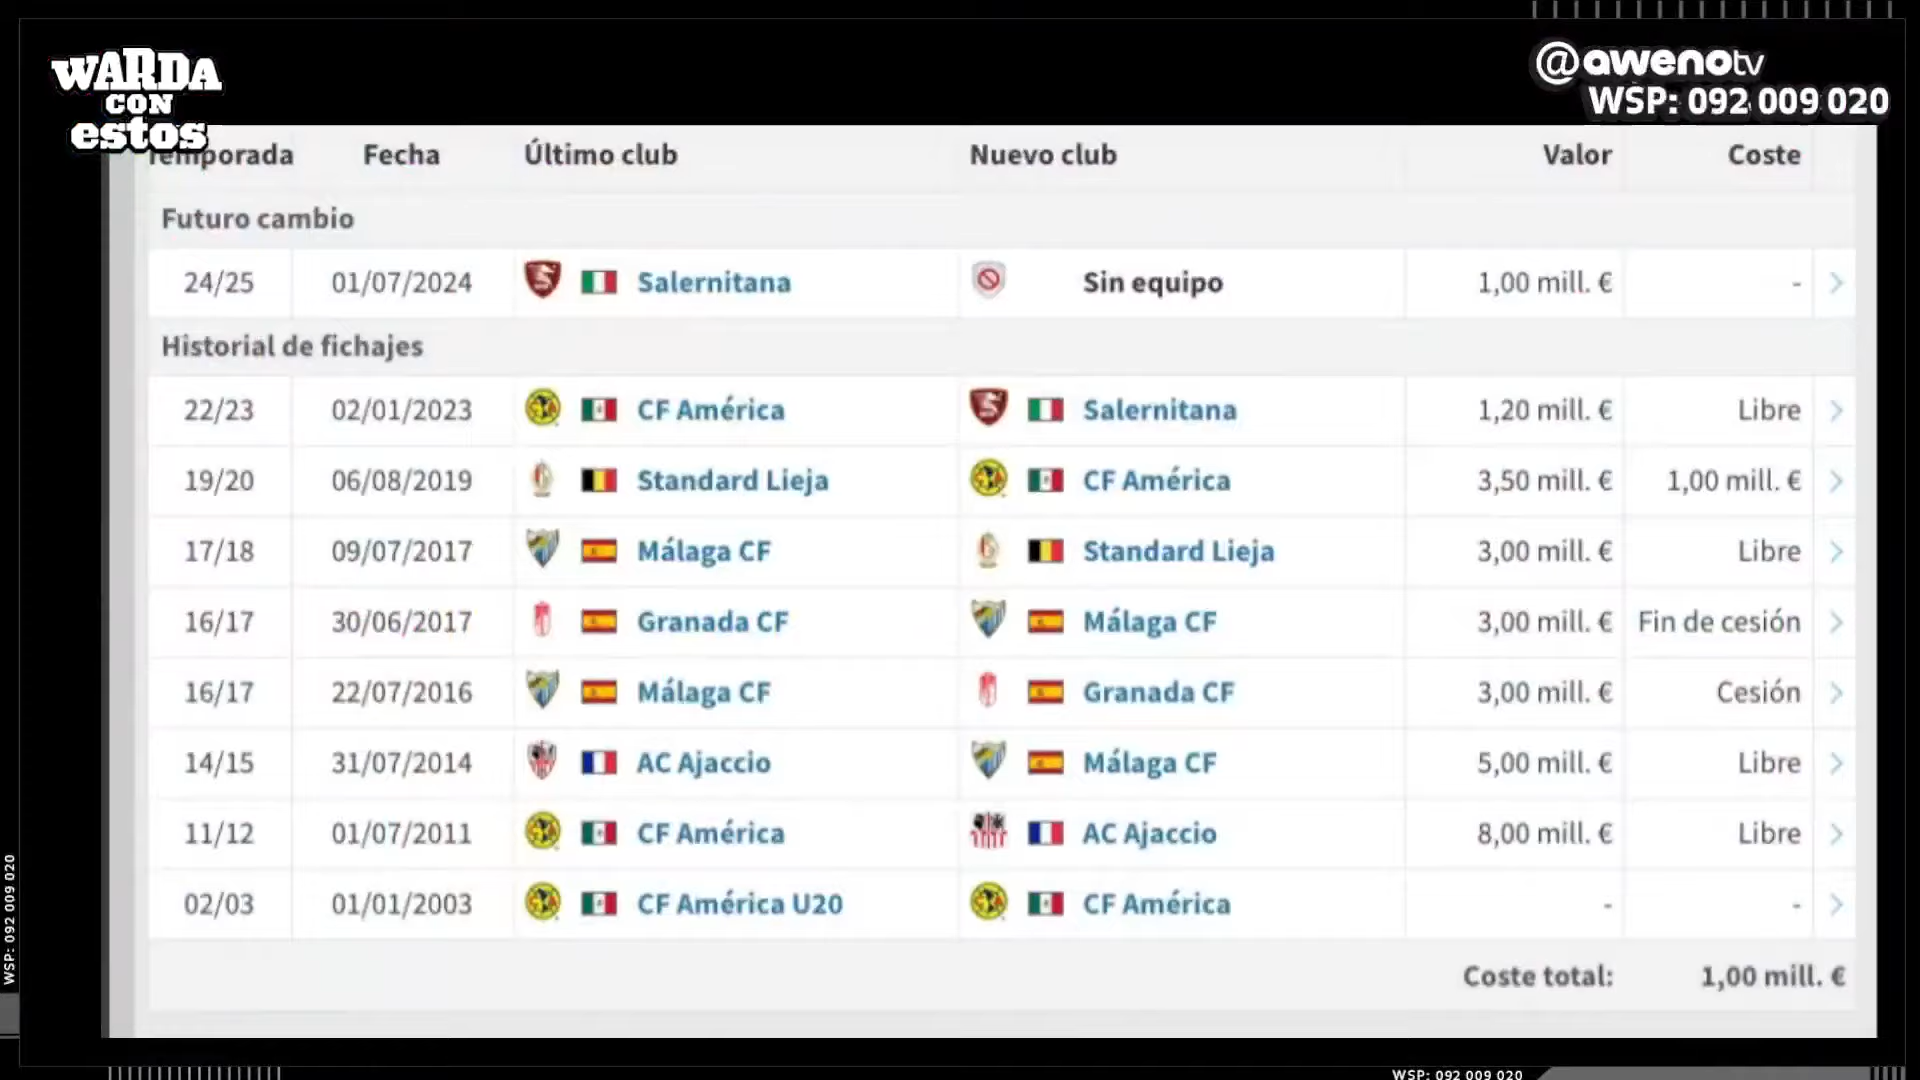 WARDA
CON
estos
@awenotv
WSP: 092 009 020
Temporada Fecha Último club Nuevo club Valor Coste
Futuro cambio
24/25 01/07/2024 Salernitana Sin equipo 1,00 mill. € -
Historial de fichajes
22/23 02/01/2023 CF América Salernitana 1,20 mill. € Libre
19/20 06/08/2019 Standard Lieja CF América 3,50 mill. € 1,00 mill. €
17/18 09/07/2017 Málaga CF Standard Lieja 3,00 mill. € Libre
16/17 30/06/2017 Granada CF Málaga CF 3,00 mill. € Fin de cesión
16/17 22/07/2016 Málaga CF Granada CF 3,00 mill. € Cesión
14/15 31/07/2014 AC Ajaccio Málaga CF 5,00 mill. € Libre
11/12 01/07/2011 CF América AC Ajaccio 8,00 mill. € Libre
02/03 01/01/2003 CF América U20 CF América - -
Coste total: 1,00 mill. €
WSP: 092 009 020
WSP: 092 009 020